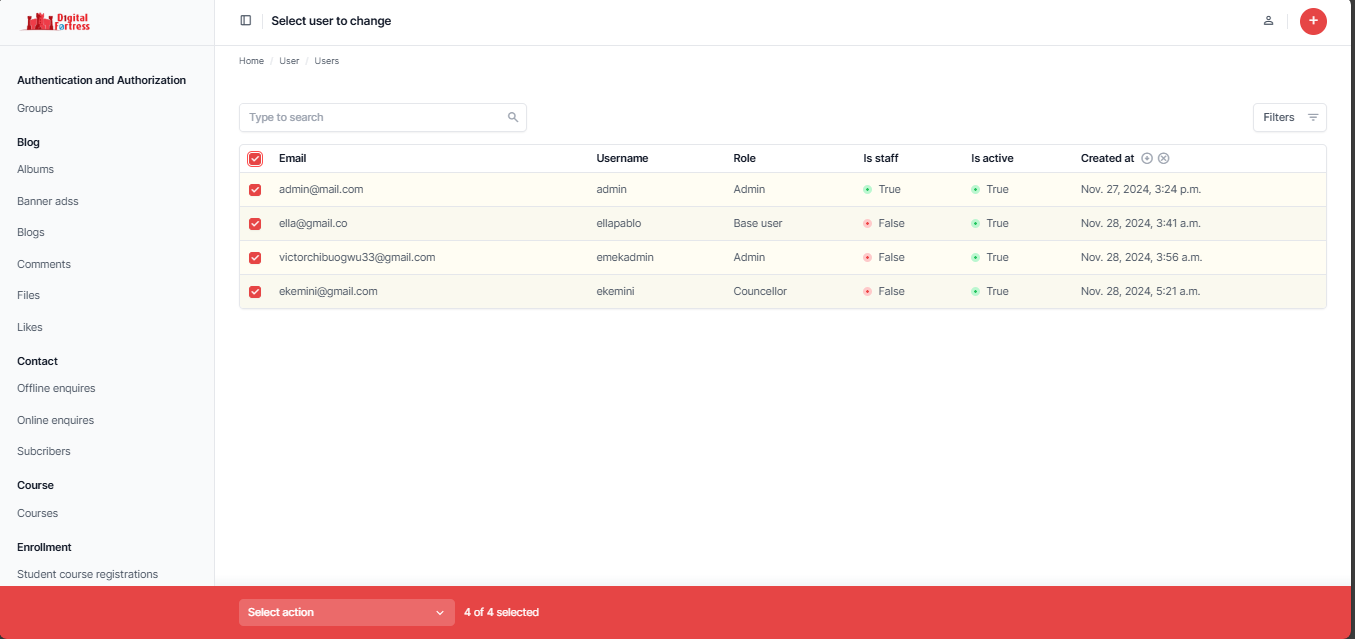 Digital
Fortress
Select user to change
Authentication and Authorization
Groups
Blog
Albums
Banner adss
Blogs
Comments
Files
Likes
Contact
Offline enquires
Online enquires
Subcribers
Course
Courses
Enrollment
Student course registrations
Home / User / Users
Type to search
Filters
Email Username Role Is staff Is active Created at
admin@mail.com admin Admin True True Nov. 27, 2024, 3:24 p.m.
ella@gmail.co ellapablo Base user False True Nov. 28, 2024, 3:41 a.m.
victorchibuogwu33@gmail.com emekadmin Admin False True Nov. 28, 2024, 3:56 a.m.
ekemini@gmail.com ekemini Councellor False True Nov. 28, 2024, 5:21 a.m.
Select action 4 of 4 selected